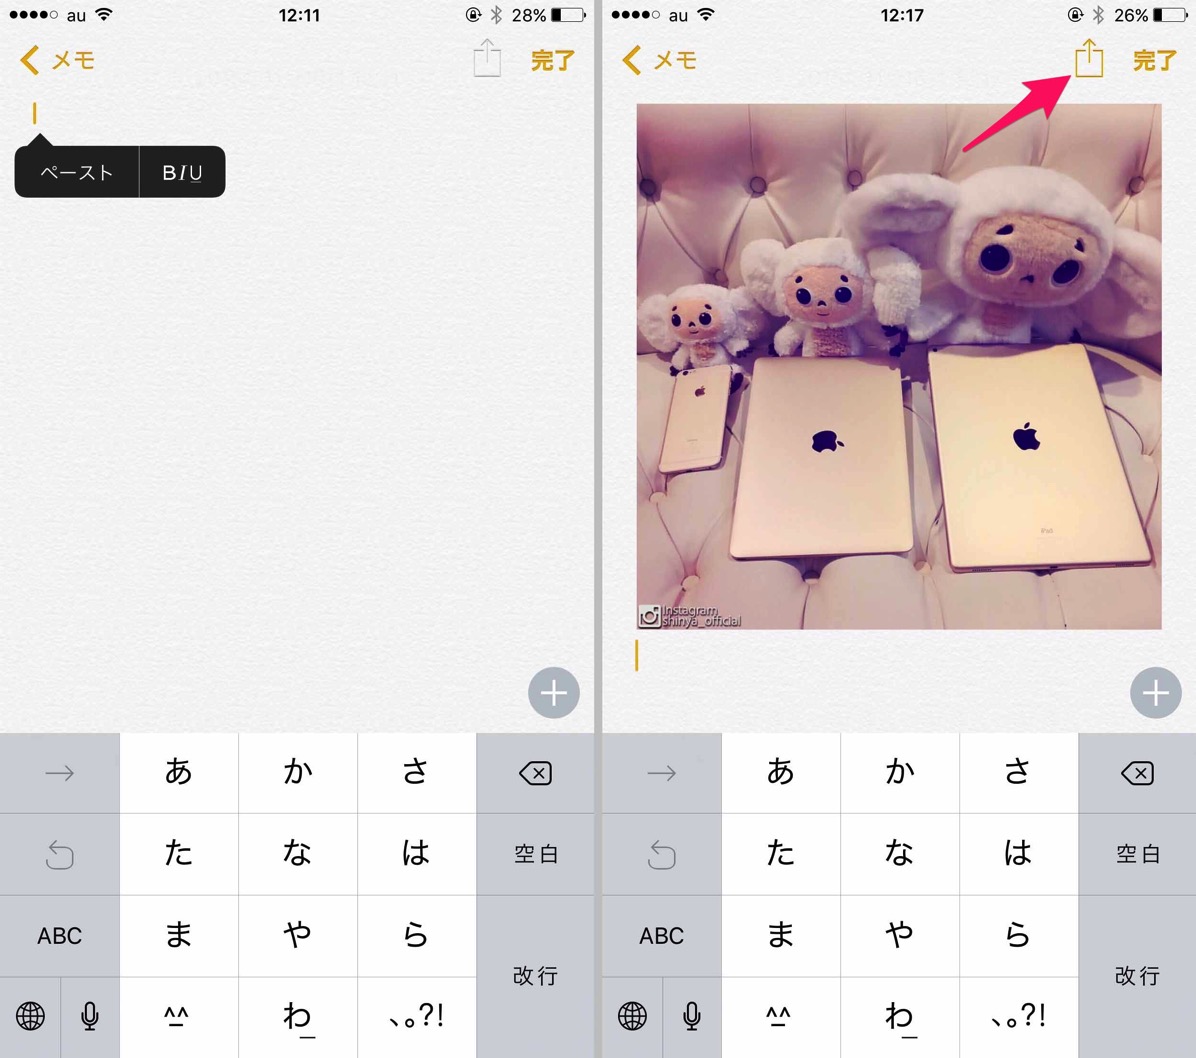 au 12:11 28%
メモ 完了
ペースト BIU
→ あ か さ
た な は 空白
ABC ま や ら
改行
^_^ わ_ 、。?!
au 12:17 26%
メモ 完了
Instagram
shinya_official
→ あ か さ
た な は 空白
ABC ま や ら
改行
^_^ わ_ 、。?!